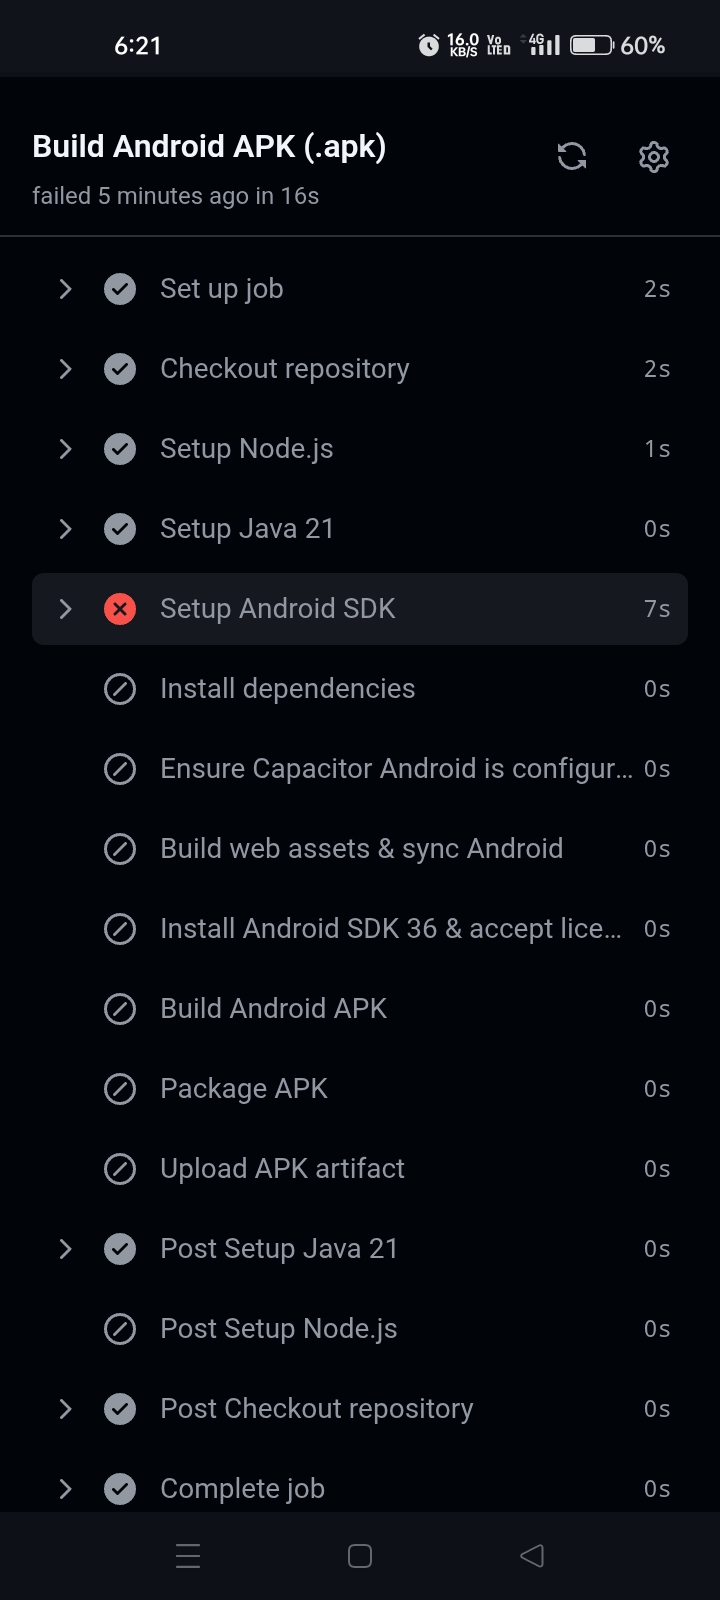 6:21
16.0 KB/S Vo LTED 4G 60%
Build Android APK (.apk)
failed 5 minutes ago in 16s
Set up job 2s
Checkout repository 2s
Setup Node.js 1s
Setup Java 21 0s
Setup Android SDK 7s
Install dependencies 0s
Ensure Capacitor Android is configur... 0s
Build web assets & sync Android 0s
Install Android SDK 36 & accept lice... 0s
Build Android APK 0s
Package APK 0s
Upload APK artifact 0s
Post Setup Java 21 0s
Post Setup Node.js 0s
Post Checkout repository 0s
Complete job 0s